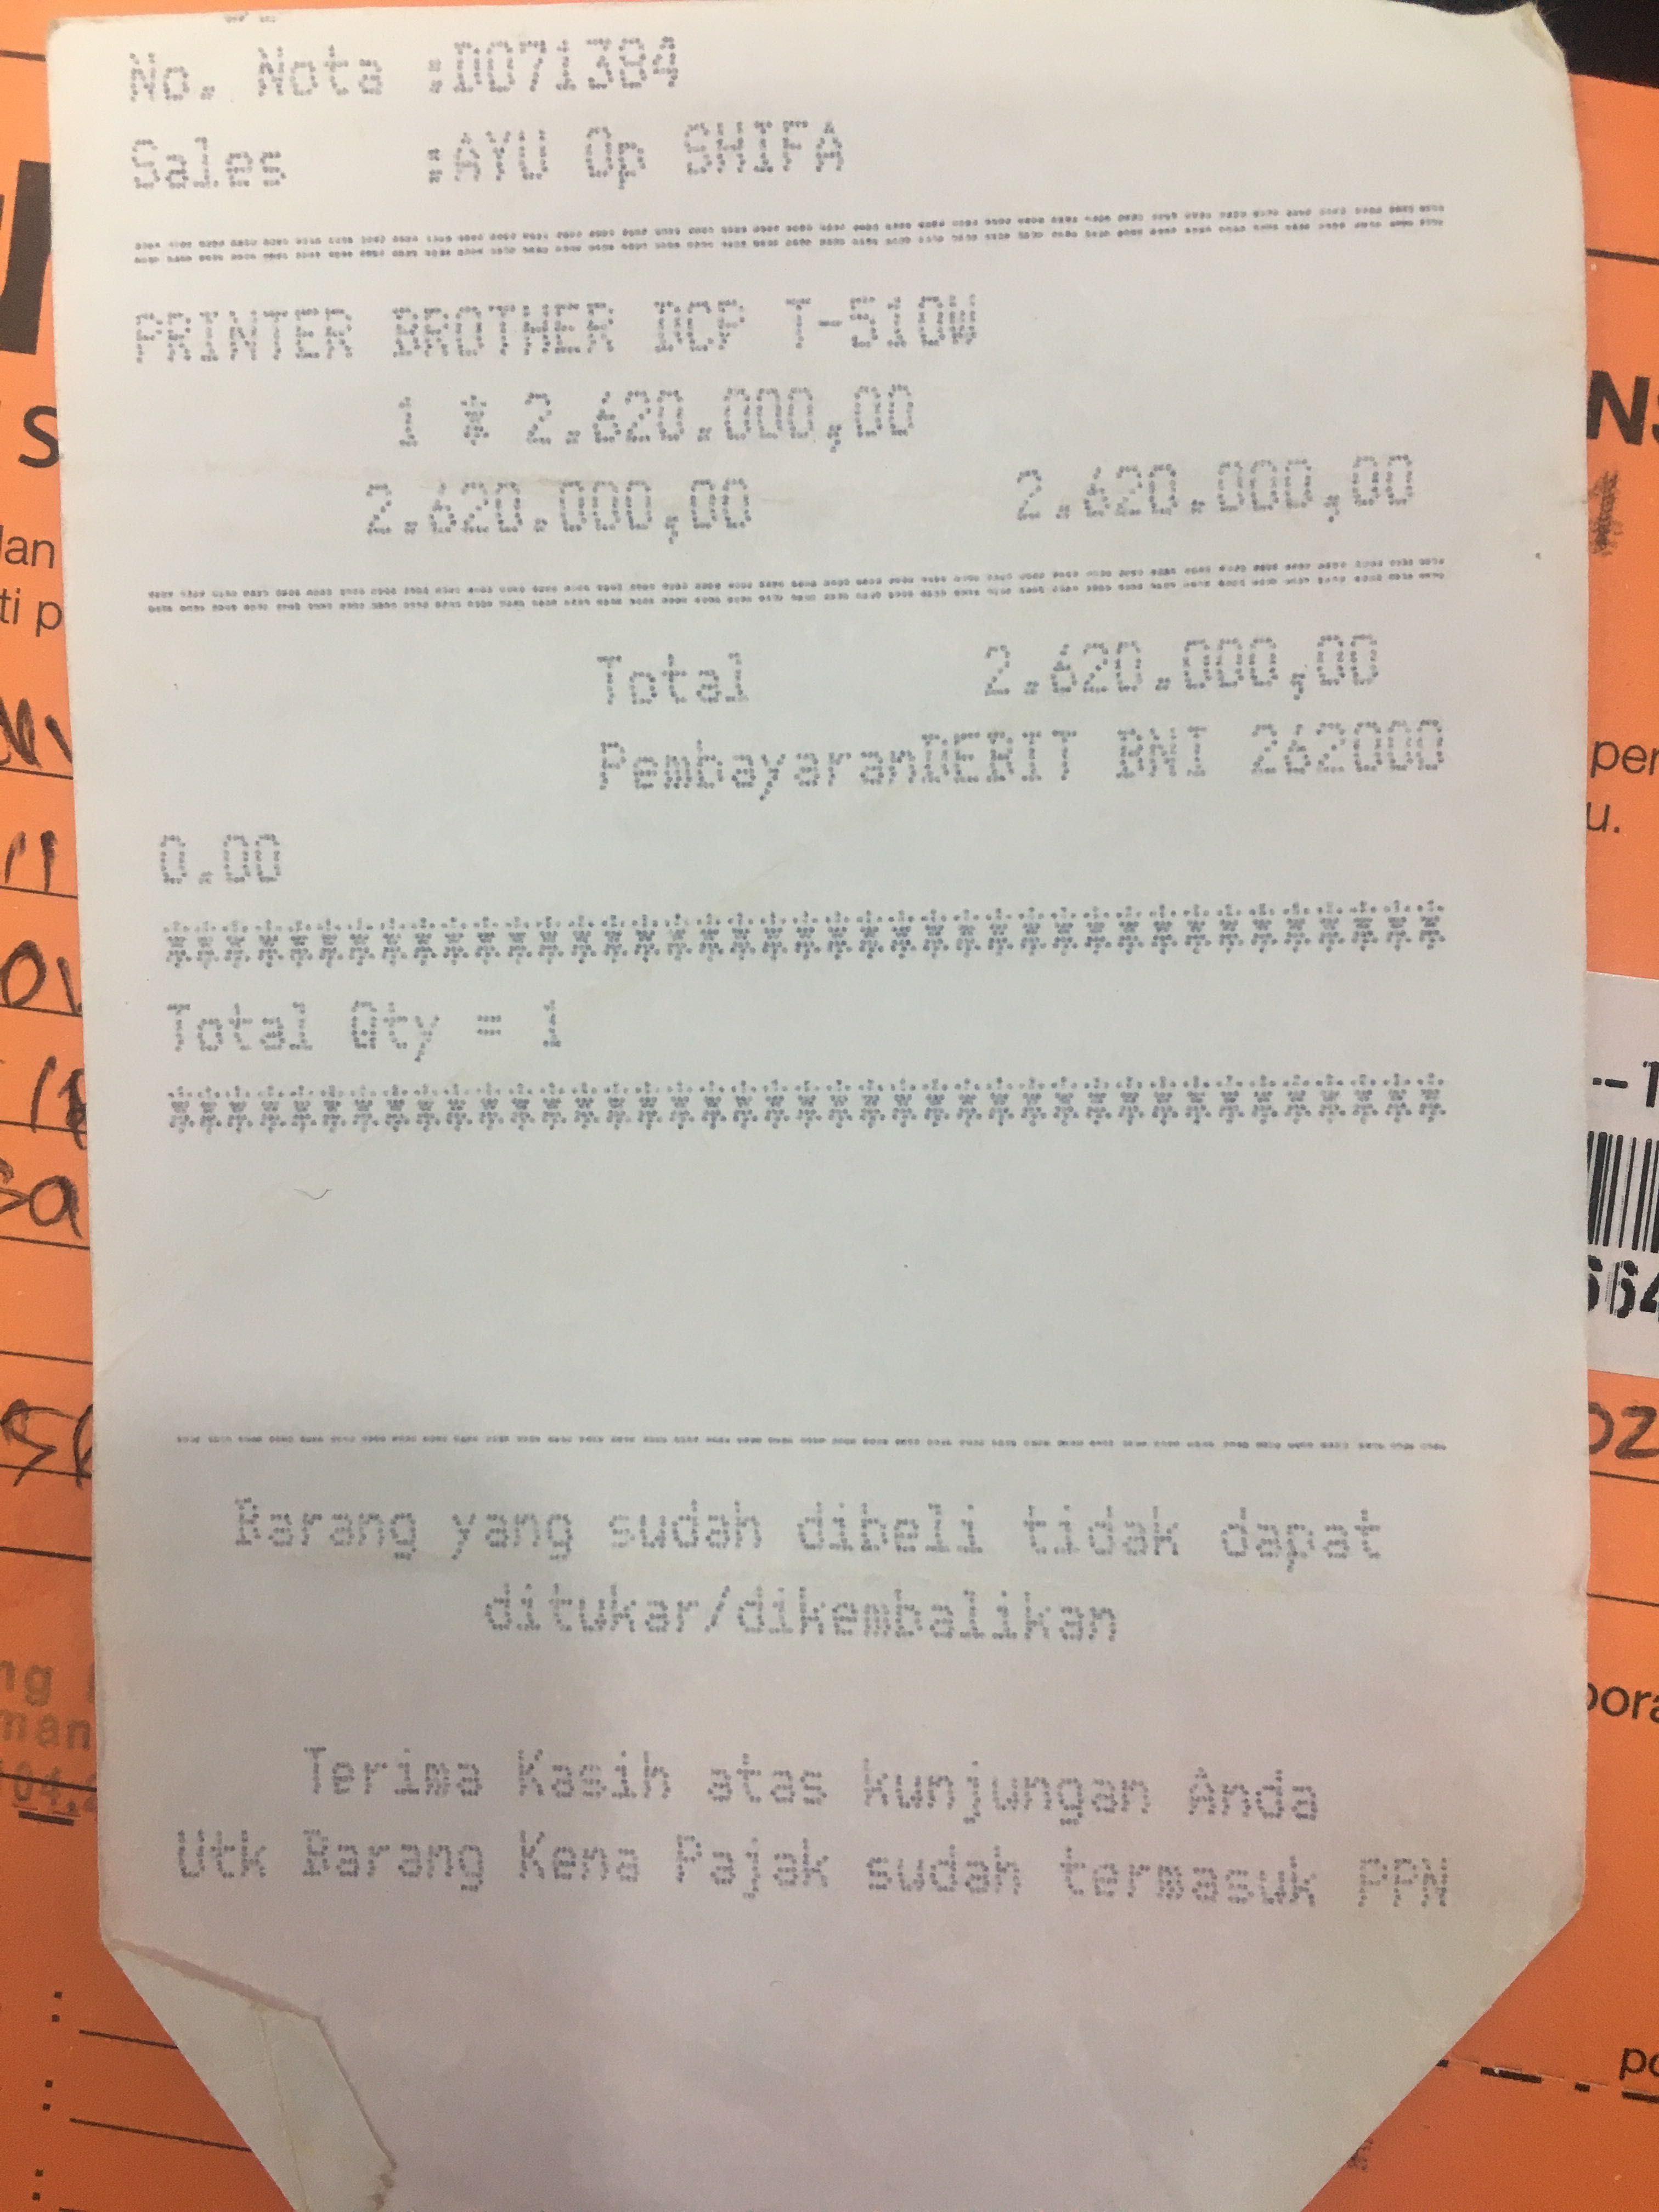 No. Nota :D071384
Sales :AYU Op SHIFA
PRINTER BROTHER DCP T-510W
1 * 2.620.000,00
2.620.000,00 2.620.000,00
Total 2.620.000,00
PembayaranDEBIT BNI 262000
0.00
****************************************
Total Qty = 1
****************************************
Barang yang sudah dibeli tidak dapat
ditukar/dikembalikan
Terima Kasih atas kunjungan Anda
Utk Barang Kena Pajak sudah termasuk PPN